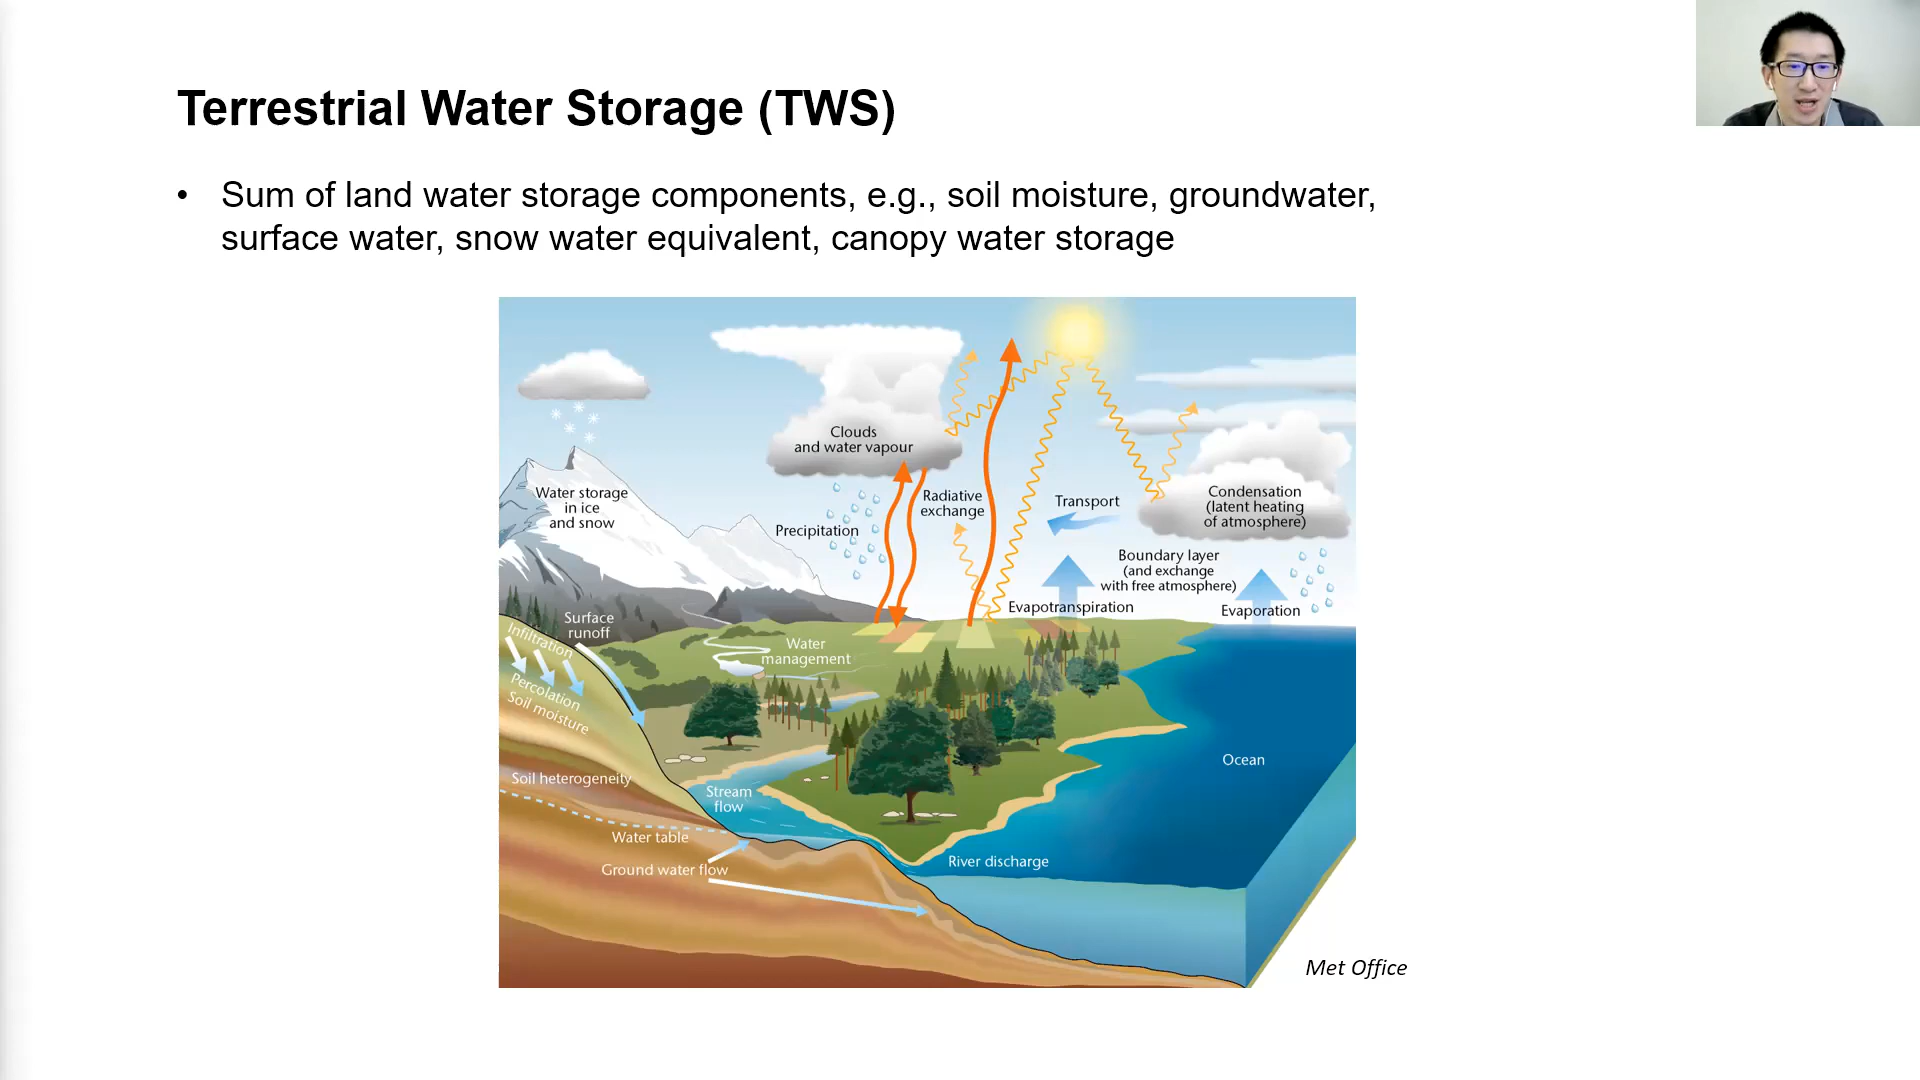 Terrestrial Water Storage (TWS)
• Sum of land water storage components, e.g., soil moisture, groundwater,
surface water, snow water equivalent, canopy water storage
Clouds
and water vapour
Water storage
in ice
and snow
Precipitation
Radiative
exchange
Transport
Condensation
(latent heating
of atmosphere)
Boundary layer
(and exchange
with free atmosphere)
Evapotranspiration
Evaporation
Surface
runoff
Infiltration
Percolation
Soil moisture
Water
management
Soil heterogeneity
Stream
flow
Water table
Ground water flow
River discharge
Ocean
Met Office